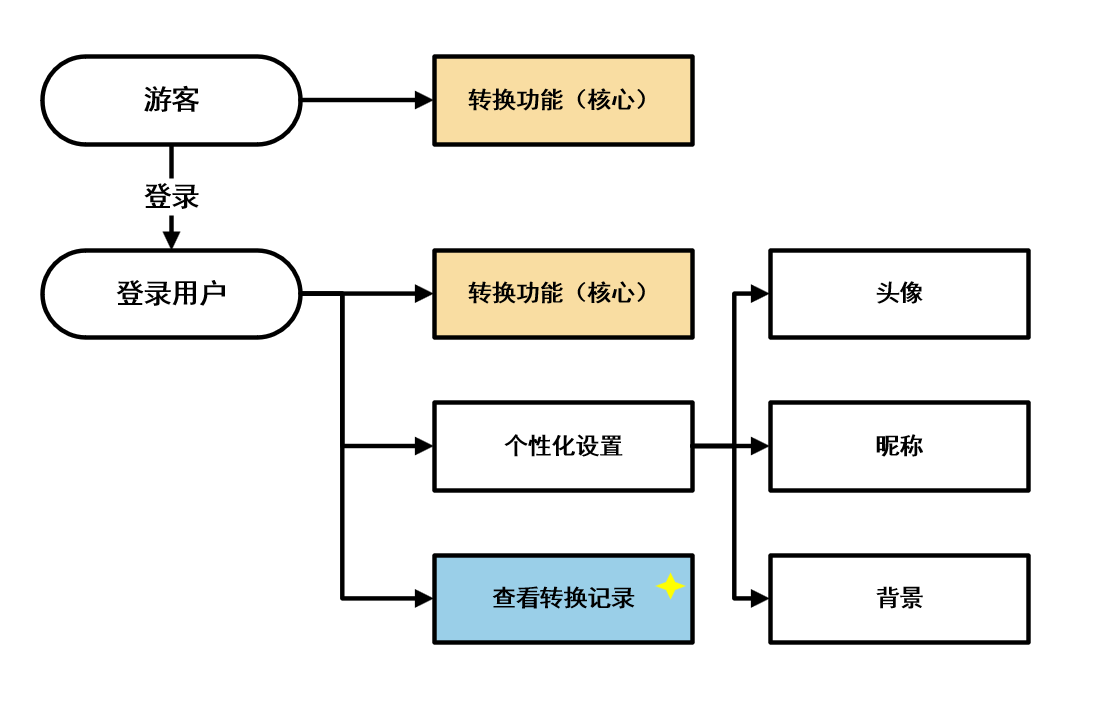 游客
转换功能（核心）
登录
登录用户
转换功能（核心）
头像
个性化设置
昵称
查看转换记录
背景